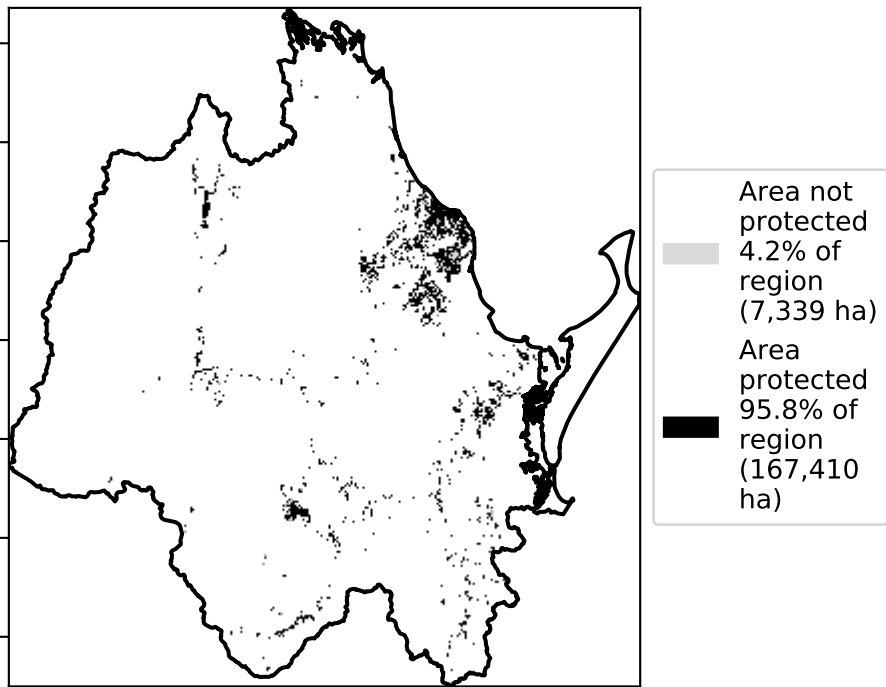 Area not
protected
4.2% of
region
(7,339 ha)
Area
protected
95.8% of
region
(167,410
ha)